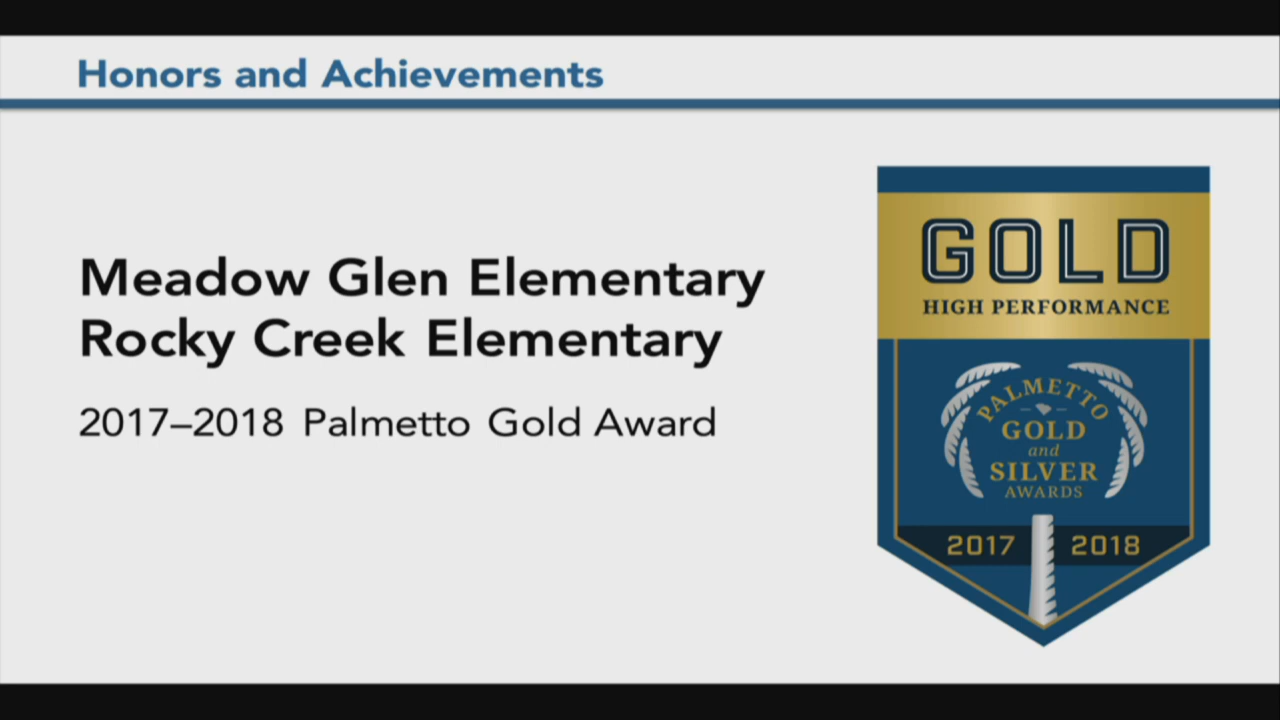 Honors and Achievements
Meadow Glen Elementary
Rocky Creek Elementary
2017–2018 Palmetto Gold Award
GOLD
HIGH PERFORMANCE
PALMETTO
GOLD
and
SILVER
AWARDS
2017 2018